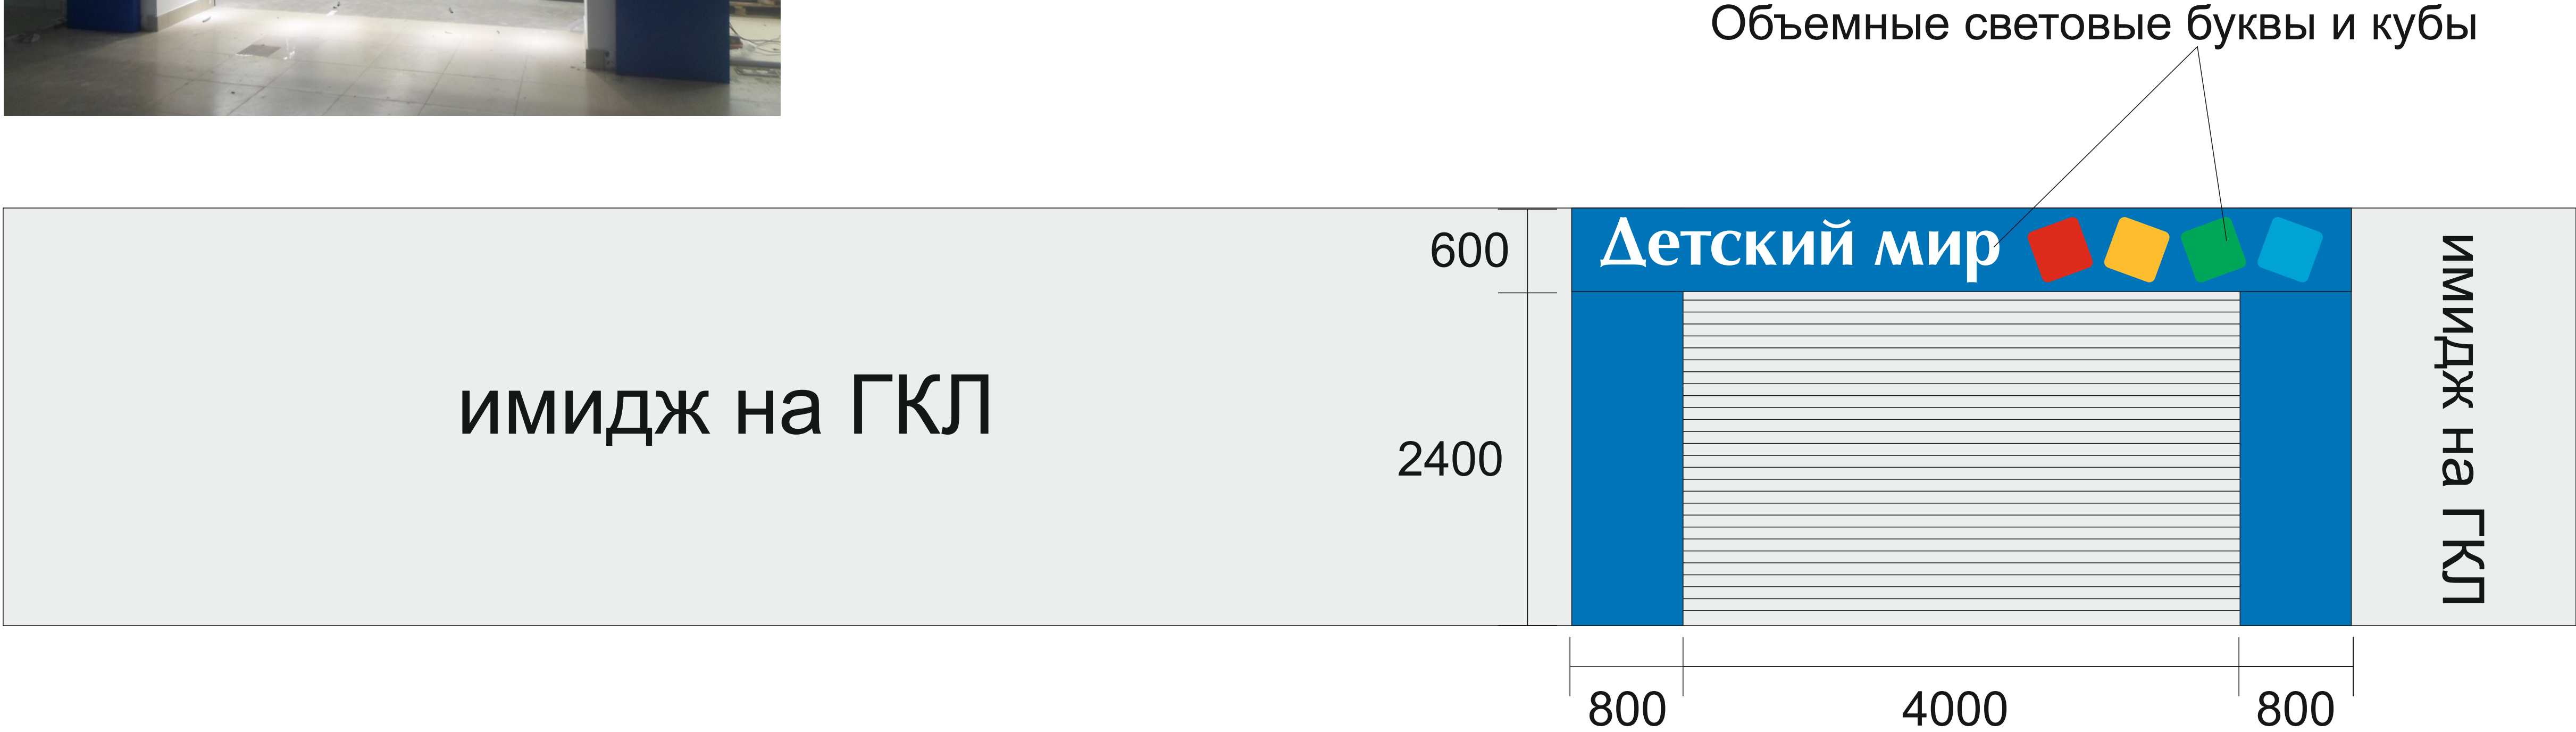 Объемные световые буквы и кубы
600
Детский мир
имидж на ГКЛ
имидж на ГКЛ
2400
800
4000
800